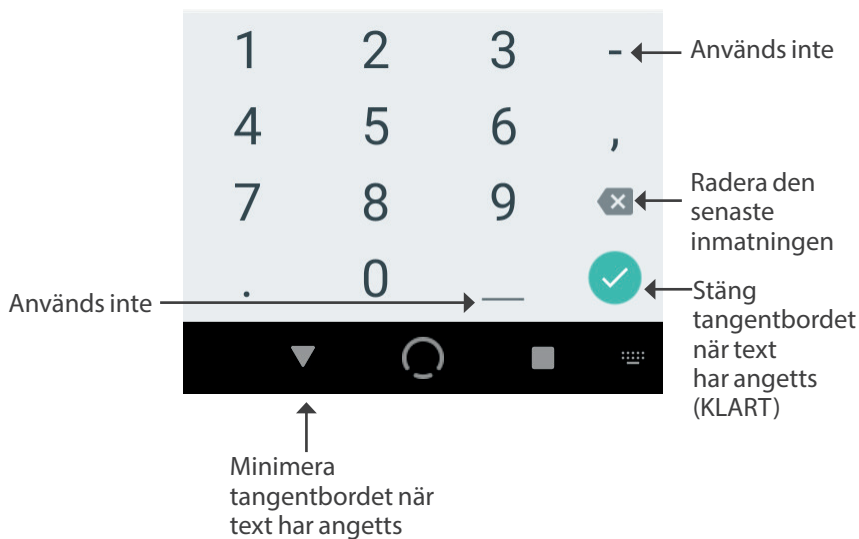 1 2 3 -
Används inte
4 5 6 ,
7 8 9
Radera den
senaste
inmatningen
. 0 _
Används inte
Stäng
tangentbordet
när text
har angetts
(KLART)
Minimera
tangentbordet när
text har angetts